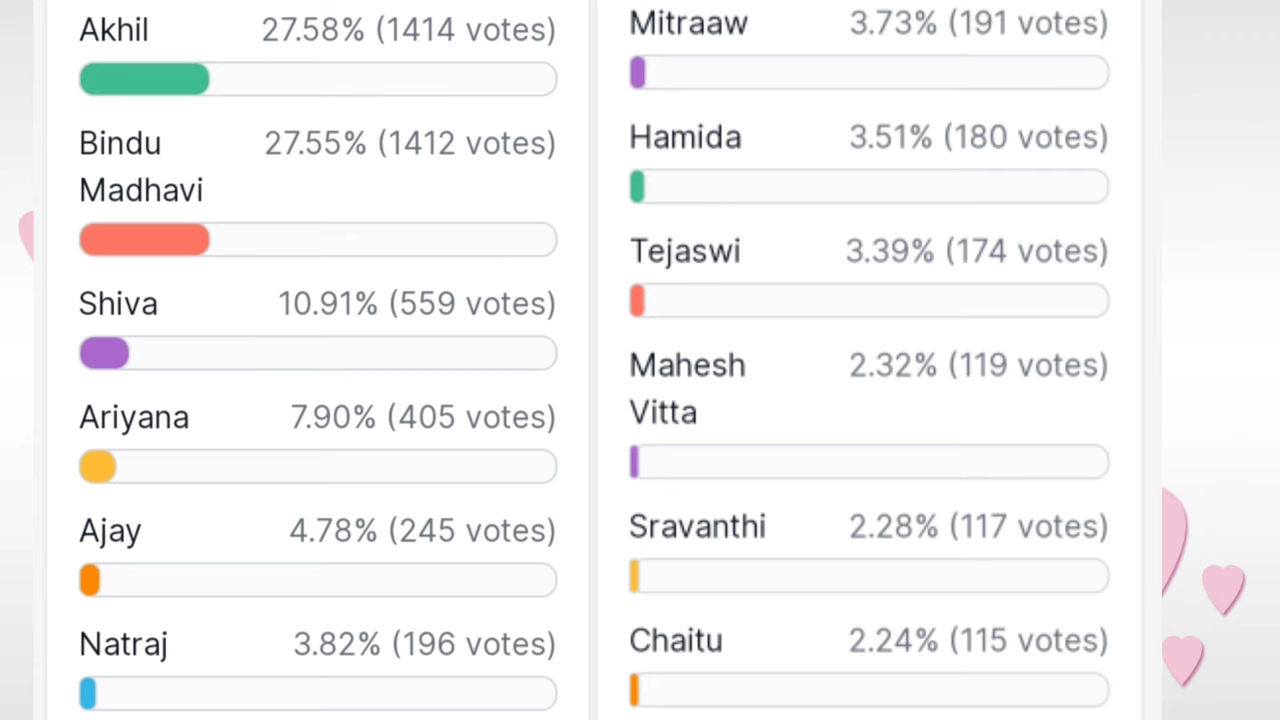 Akhil 27.58% (1414 votes)
Bindu 27.55% (1412 votes)
Madhavi
Shiva 10.91% (559 votes)
Ariyana 7.90% (405 votes)
Ajay 4.78% (245 votes)
Natraj 3.82% (196 votes)
Mitraaw 3.73% (191 votes)
Hamida 3.51% (180 votes)
Tejaswi 3.39% (174 votes)
Mahesh 2.32% (119 votes)
Vitta
Sravanthi 2.28% (117 votes)
Chaitu 2.24% (115 votes)